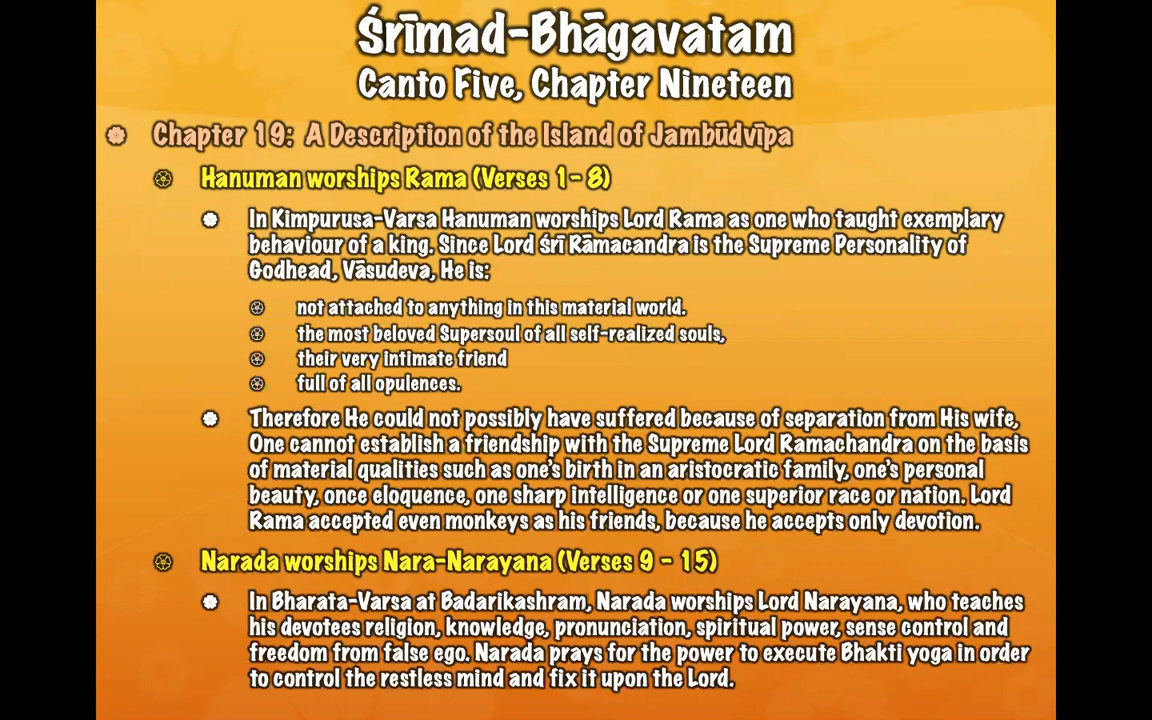 Śrīmad-Bhāgavatam
Canto Five, Chapter Nineteen
Chapter 19: A Description of the Island of Jambūdvīpa
Hanuman worships Rama (Verses 1- 8)
In Kimpurusa-Varsa Hanuman worships Lord Rama as one who taught exemplary
behaviour of a king. Since Lord śrī Rāmacandra is the Supreme Personality of
Godhead, Vāsudeva, He is:
not attached to anything in this material world.
the most beloved Supersoul of all self-realized souls,
their very intimate friend
full of all opulences.
Therefore He could not possibly have suffered because of separation from His wife,
One cannot establish a friendship with the Supreme Lord Ramachandra on the basis
of material qualities such as one's birth in an aristocratic family, one's personal
beauty, once eloquence, one sharp intelligence or one superior race or nation. Lord
Rama accepted even monkeys as his friends, because he accepts only devotion.
Narada worships Nara-Narayana (Verses 9 - 15)
In Bharata-Varsa at Badarikashram, Narada worships Lord Narayana, who teaches
his devotees religion, knowledge, pronunciation, spiritual power, sense control and
freedom from false ego. Narada prays for the power to execute Bhakti yoga in order
to control the restless mind and fix it upon the Lord.